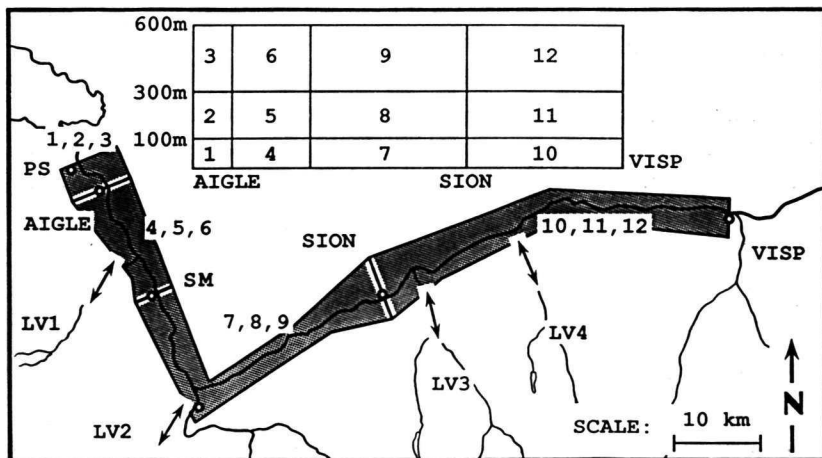 600m
3 6 9 12
300m
2 5 8 11
100m
1 4 7 10
AIGLE SION VISP
1,2,3
PS
AIGLE
4,5,6
SM
LV1
SION
7,8,9
LV2
LV3
LV4
10,11,12
VISP
SCALE: 10 km
N